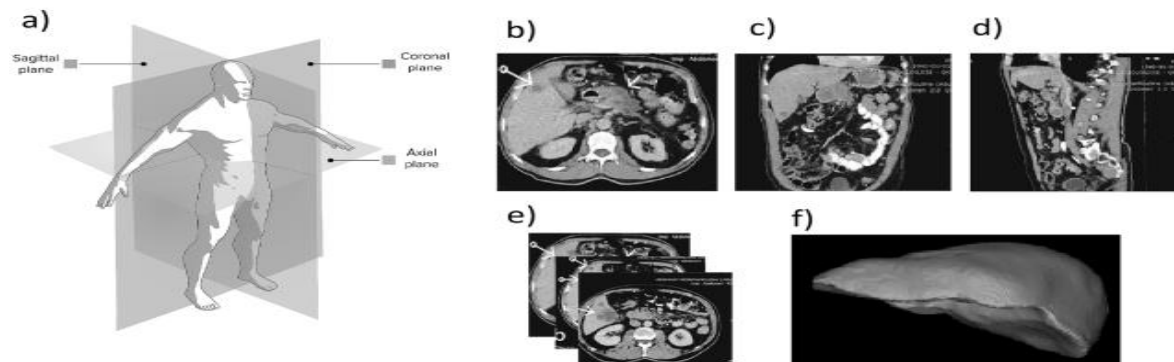 a)
Sagittal
plane
Coronal
plane
Axial
plane
b)
c)
d)
e)
f)